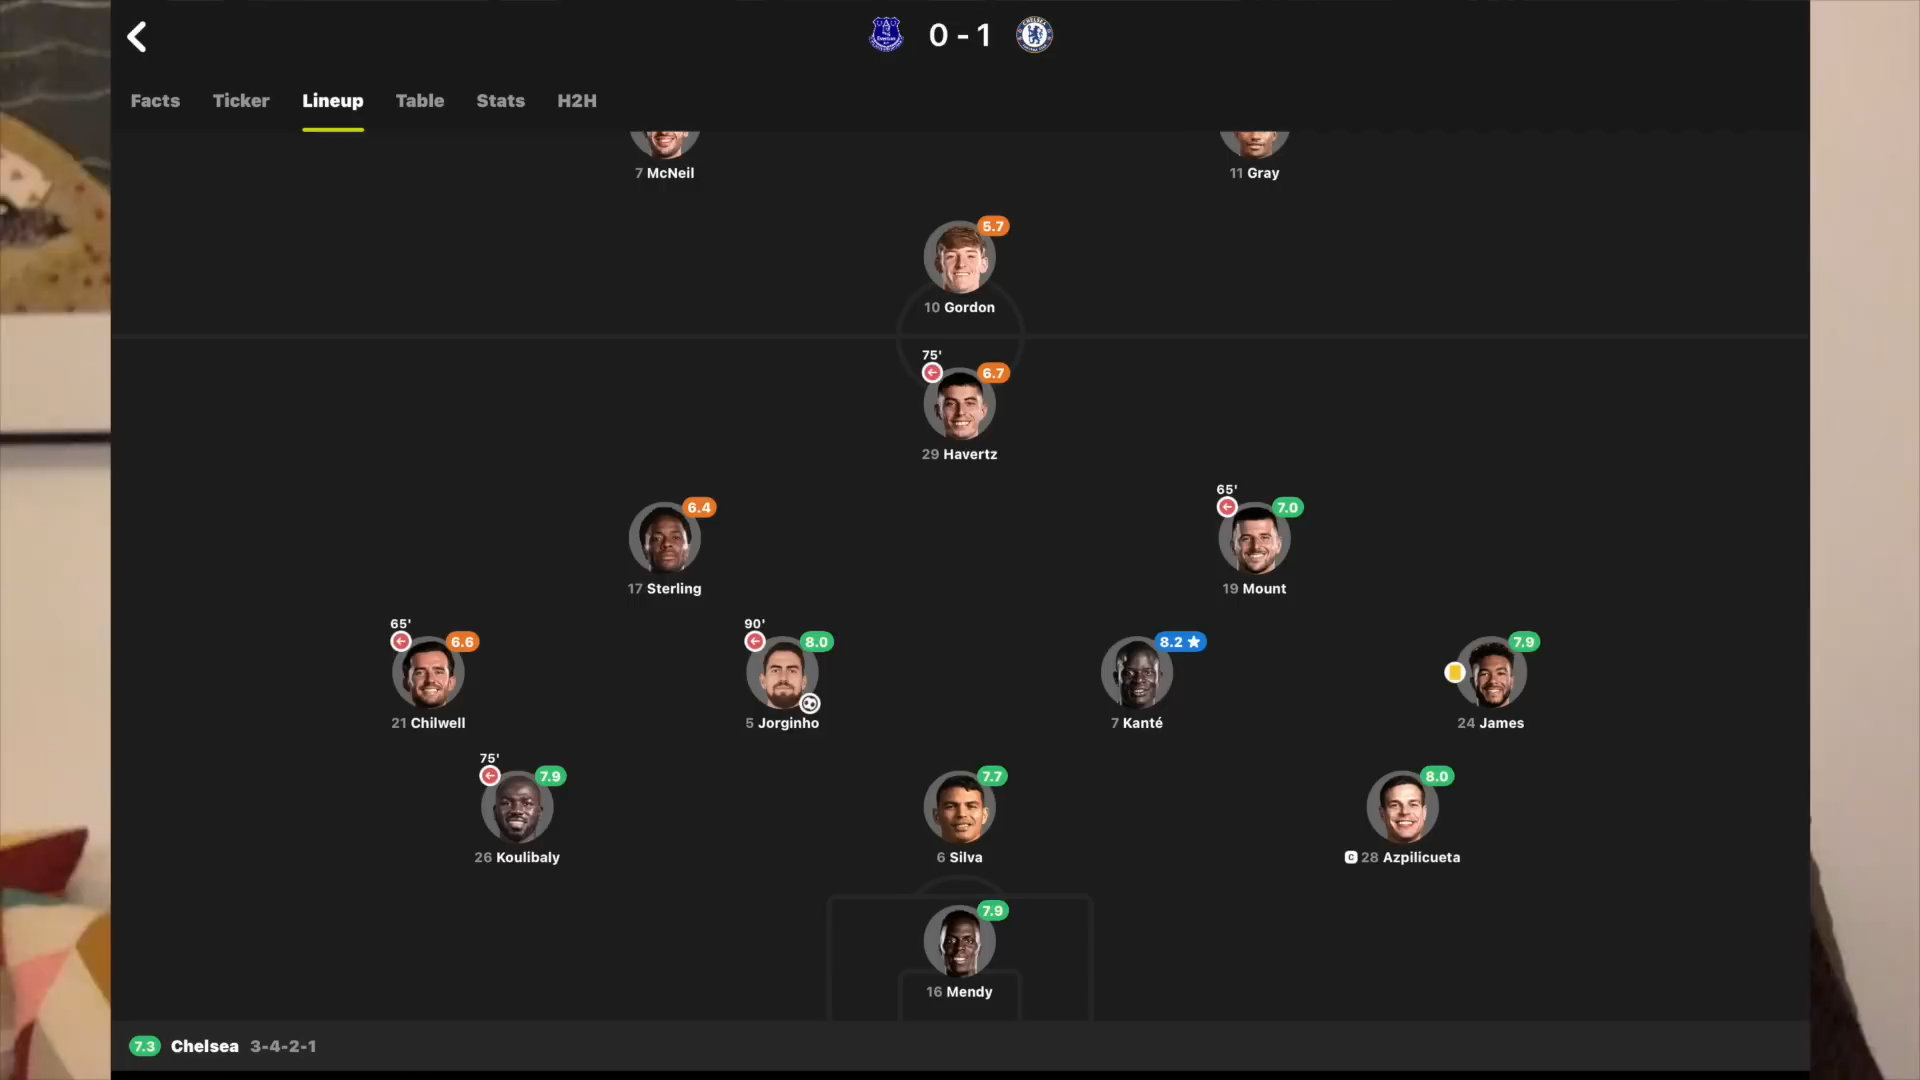 0 - 1
Facts Ticker Lineup Table Stats H2H
7 McNeil
11 Gray
5.7
10 Gordon
75'
6.7
29 Havertz
6.4
17 Sterling
65'
7.0
19 Mount
65'
6.6
21 Chilwell
90'
8.0
5 Jorginho
8.2
7 Kanté
7.9
24 James
75'
7.9
26 Koulibaly
7.7
6 Silva
8.0
C 28 Azpilicueta
7.9
16 Mendy
7.3 Chelsea 3-4-2-1